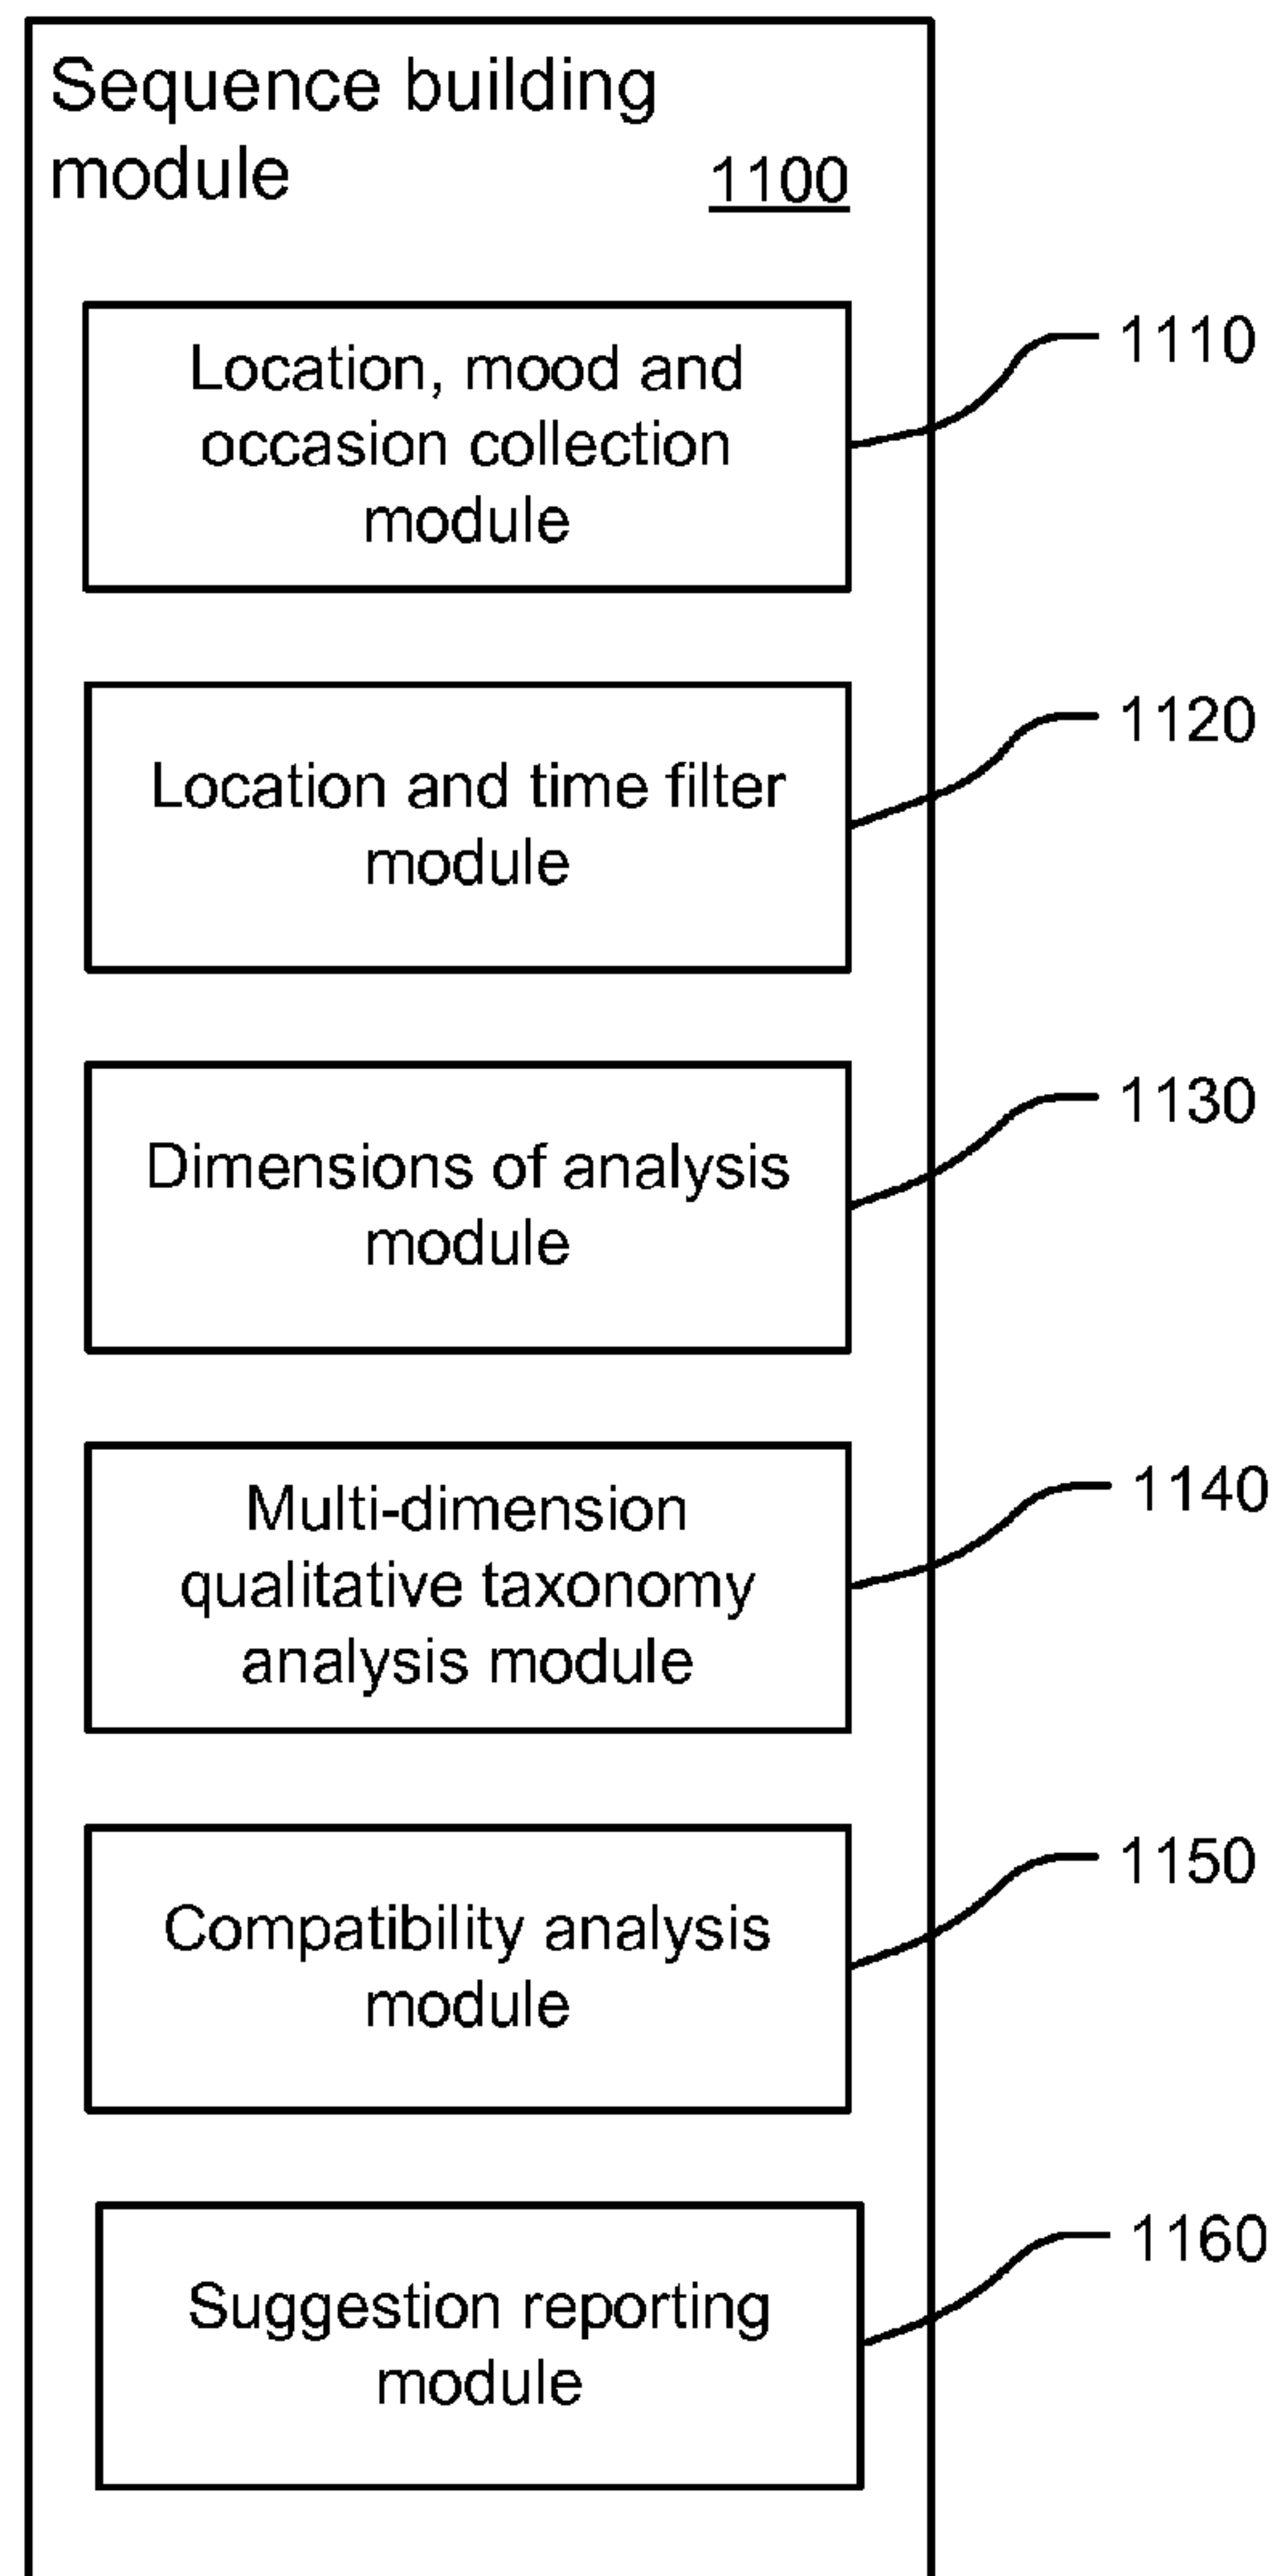 Sequence building
module
1100
Location, mood and
occasion collection
module
1110
Location and time filter
module
1120
Dimensions of analysis
module
1130
Multi-dimension
qualitative taxonomy
analysis module
1140
Compatibility analysis
module
1150
Suggestion reporting
module
1160